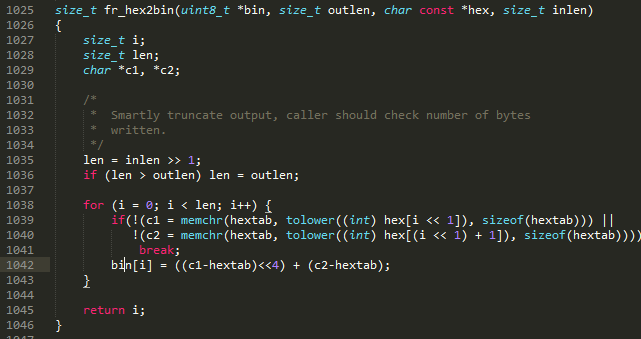 1025 size_t fr_hex2bin(uint8_t *bin, size_t outlen, char const *hex, size_t inlen)
1026 {
1027     size_t i;
1028     size_t len;
1029     char *c1, *c2;
1030
1031     /*
1032      *  Smartly truncate output, caller should check number of bytes
1033      *  written.
1034      */
1035     len = inlen >> 1;
1036     if (len > outlen) len = outlen;
1037
1038     for (i = 0; i < len; i++) {
1039         if(!(c1 = memchr(hextab, tolower((int) hex[i << 1]), sizeof(hextab))) ||
1040            !(c2 = memchr(hextab, tolower((int) hex[(i << 1) + 1]), sizeof(hextab))))
1041             break;
1042         bin[i] = ((c1-hextab)<<4) + (c2-hextab);
1043     }
1044
1045     return i;
1046 }